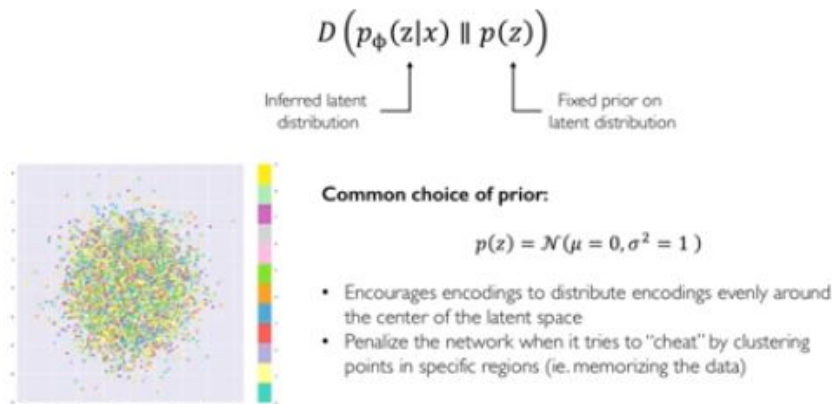 D(p_ϕ(z|x) ∥ p(z))
Inferred latent
distribution
Fixed prior on
latent distribution
Common choice of prior:
p(z) = 𝒩(μ = 0, σ² = 1 )
• Encourages encodings to distribute encodings evenly around
the center of the latent space
• Penalize the network when it tries to “cheat” by clustering
points in specific regions (ie. memorizing the data)